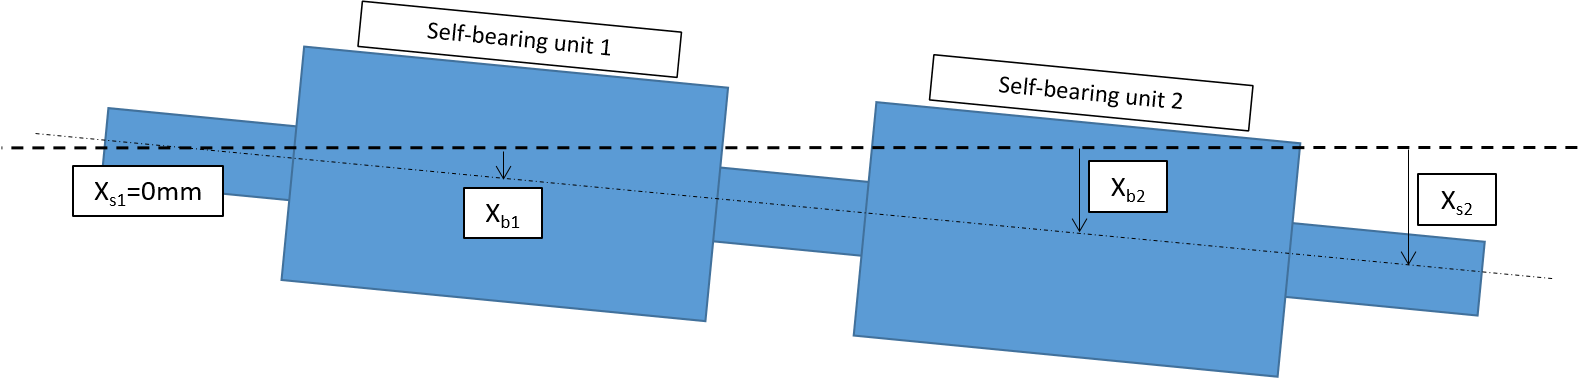 Self-bearing unit 1
Self-bearing unit 2
Xs1=0mm
Xb1
Xb2
Xs2